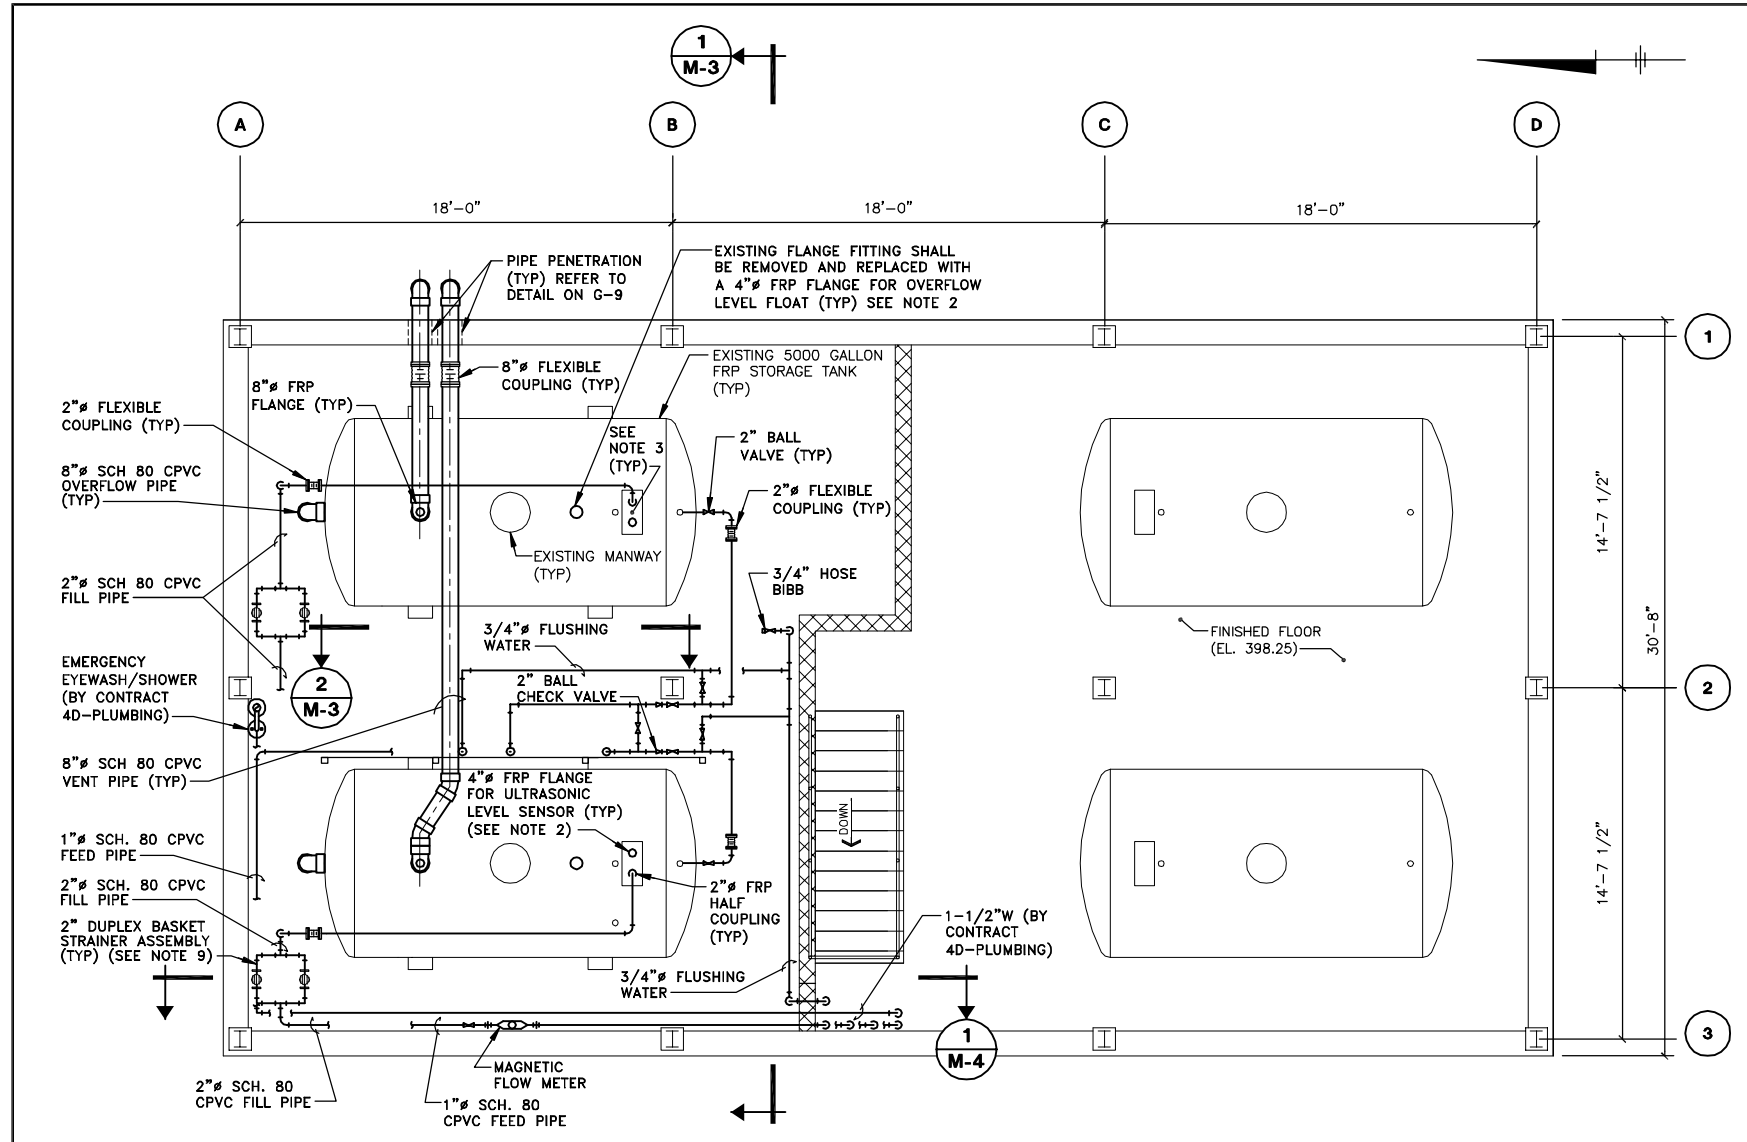 1
M-3
A
B
C
D
18'-0"
18'-0"
18'-0"
PIPE PENETRATION
(TYP) REFER TO
DETAIL ON G-9
EXISTING FLANGE FITTING SHALL
BE REMOVED AND REPLACED WITH
A 4"ø FRP FLANGE FOR OVERFLOW
LEVEL FLOAT (TYP) SEE NOTE 2
1
8"ø FLEXIBLE
COUPLING (TYP)
EXISTING 5000 GALLON
FRP STORAGE TANK
(TYP)
8"ø FRP
FLANGE (TYP)
2"ø FLEXIBLE
COUPLING (TYP)
SEE
NOTE 3
(TYP)
2" BALL
VALVE (TYP)
8"ø SCH 80 CPVC
OVERFLOW PIPE
(TYP)
2"ø FLEXIBLE
COUPLING (TYP)
14'-7 1/2"
EXISTING MANWAY
(TYP)
2"ø SCH 80 CPVC
FILL PIPE
3/4" HOSE
BIBB
3/4"ø FLUSHING
WATER
FINISHED FLOOR
(EL. 398.25)
30'-8"
EMERGENCY
EYEWASH/SHOWER
(BY CONTRACT
4D-PLUMBING)
2
M-3
2" BALL
CHECK VALVE
2
8"ø SCH 80 CPVC
VENT PIPE (TYP)
4"ø FRP FLANGE
FOR ULTRASONIC
LEVEL SENSOR (TYP)
(SEE NOTE 2)
DOWN
1"ø SCH. 80 CPVC
FEED PIPE
2"ø SCH. 80 CPVC
FILL PIPE
2"ø FRP
HALF
COUPLING
(TYP)
14'-7 1/2"
2" DUPLEX BASKET
STRAINER ASSEMBLY
(TYP) (SEE NOTE 9)
1-1/2"W (BY
CONTRACT
4D-PLUMBING)
3/4"ø FLUSHING
WATER
3
1
M-4
MAGNETIC
FLOW METER
2"ø SCH. 80
CPVC FILL PIPE
1"ø SCH. 80
CPVC FEED PIPE